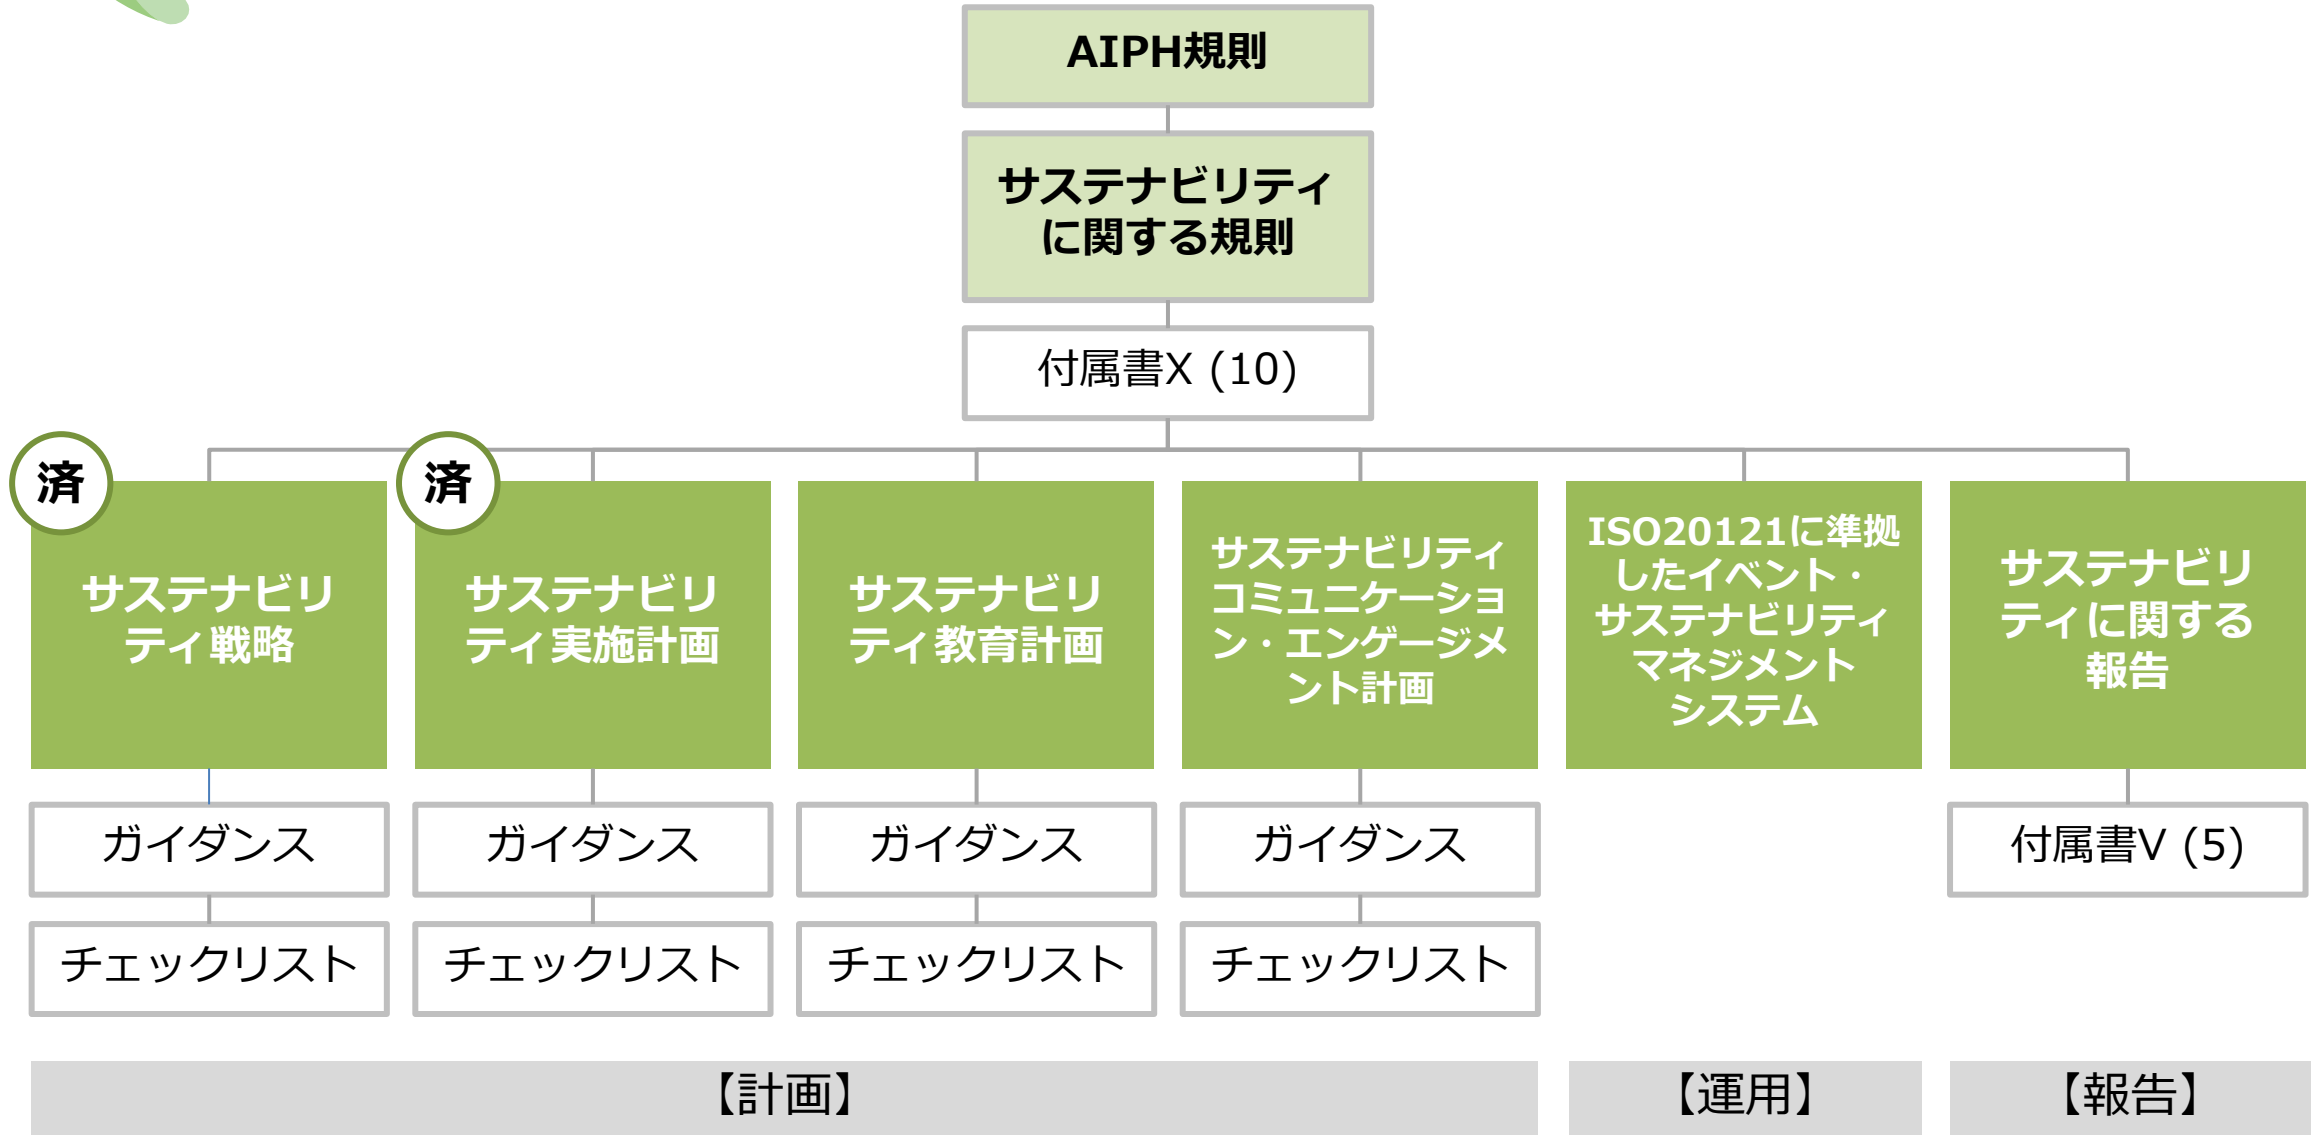 AIPH規則
サステナビリティ
に関する規則
付属書X (10)
済
済
サステナビリ
ティ戦略
サステナビリ
ティ実施計画
サステナビリ
ティ教育計画
サステナビリティ
コミュニケーショ
ン・エンゲージメ
ント計画
ISO20121に準拠
したイベント・
サステナビリティ
マネジメント
システム
サステナビリ
ティに関する
報告
ガイダンス
ガイダンス
ガイダンス
ガイダンス
付属書V (5)
チェックリスト
チェックリスト
チェックリスト
チェックリスト
【計画】
【運用】
【報告】